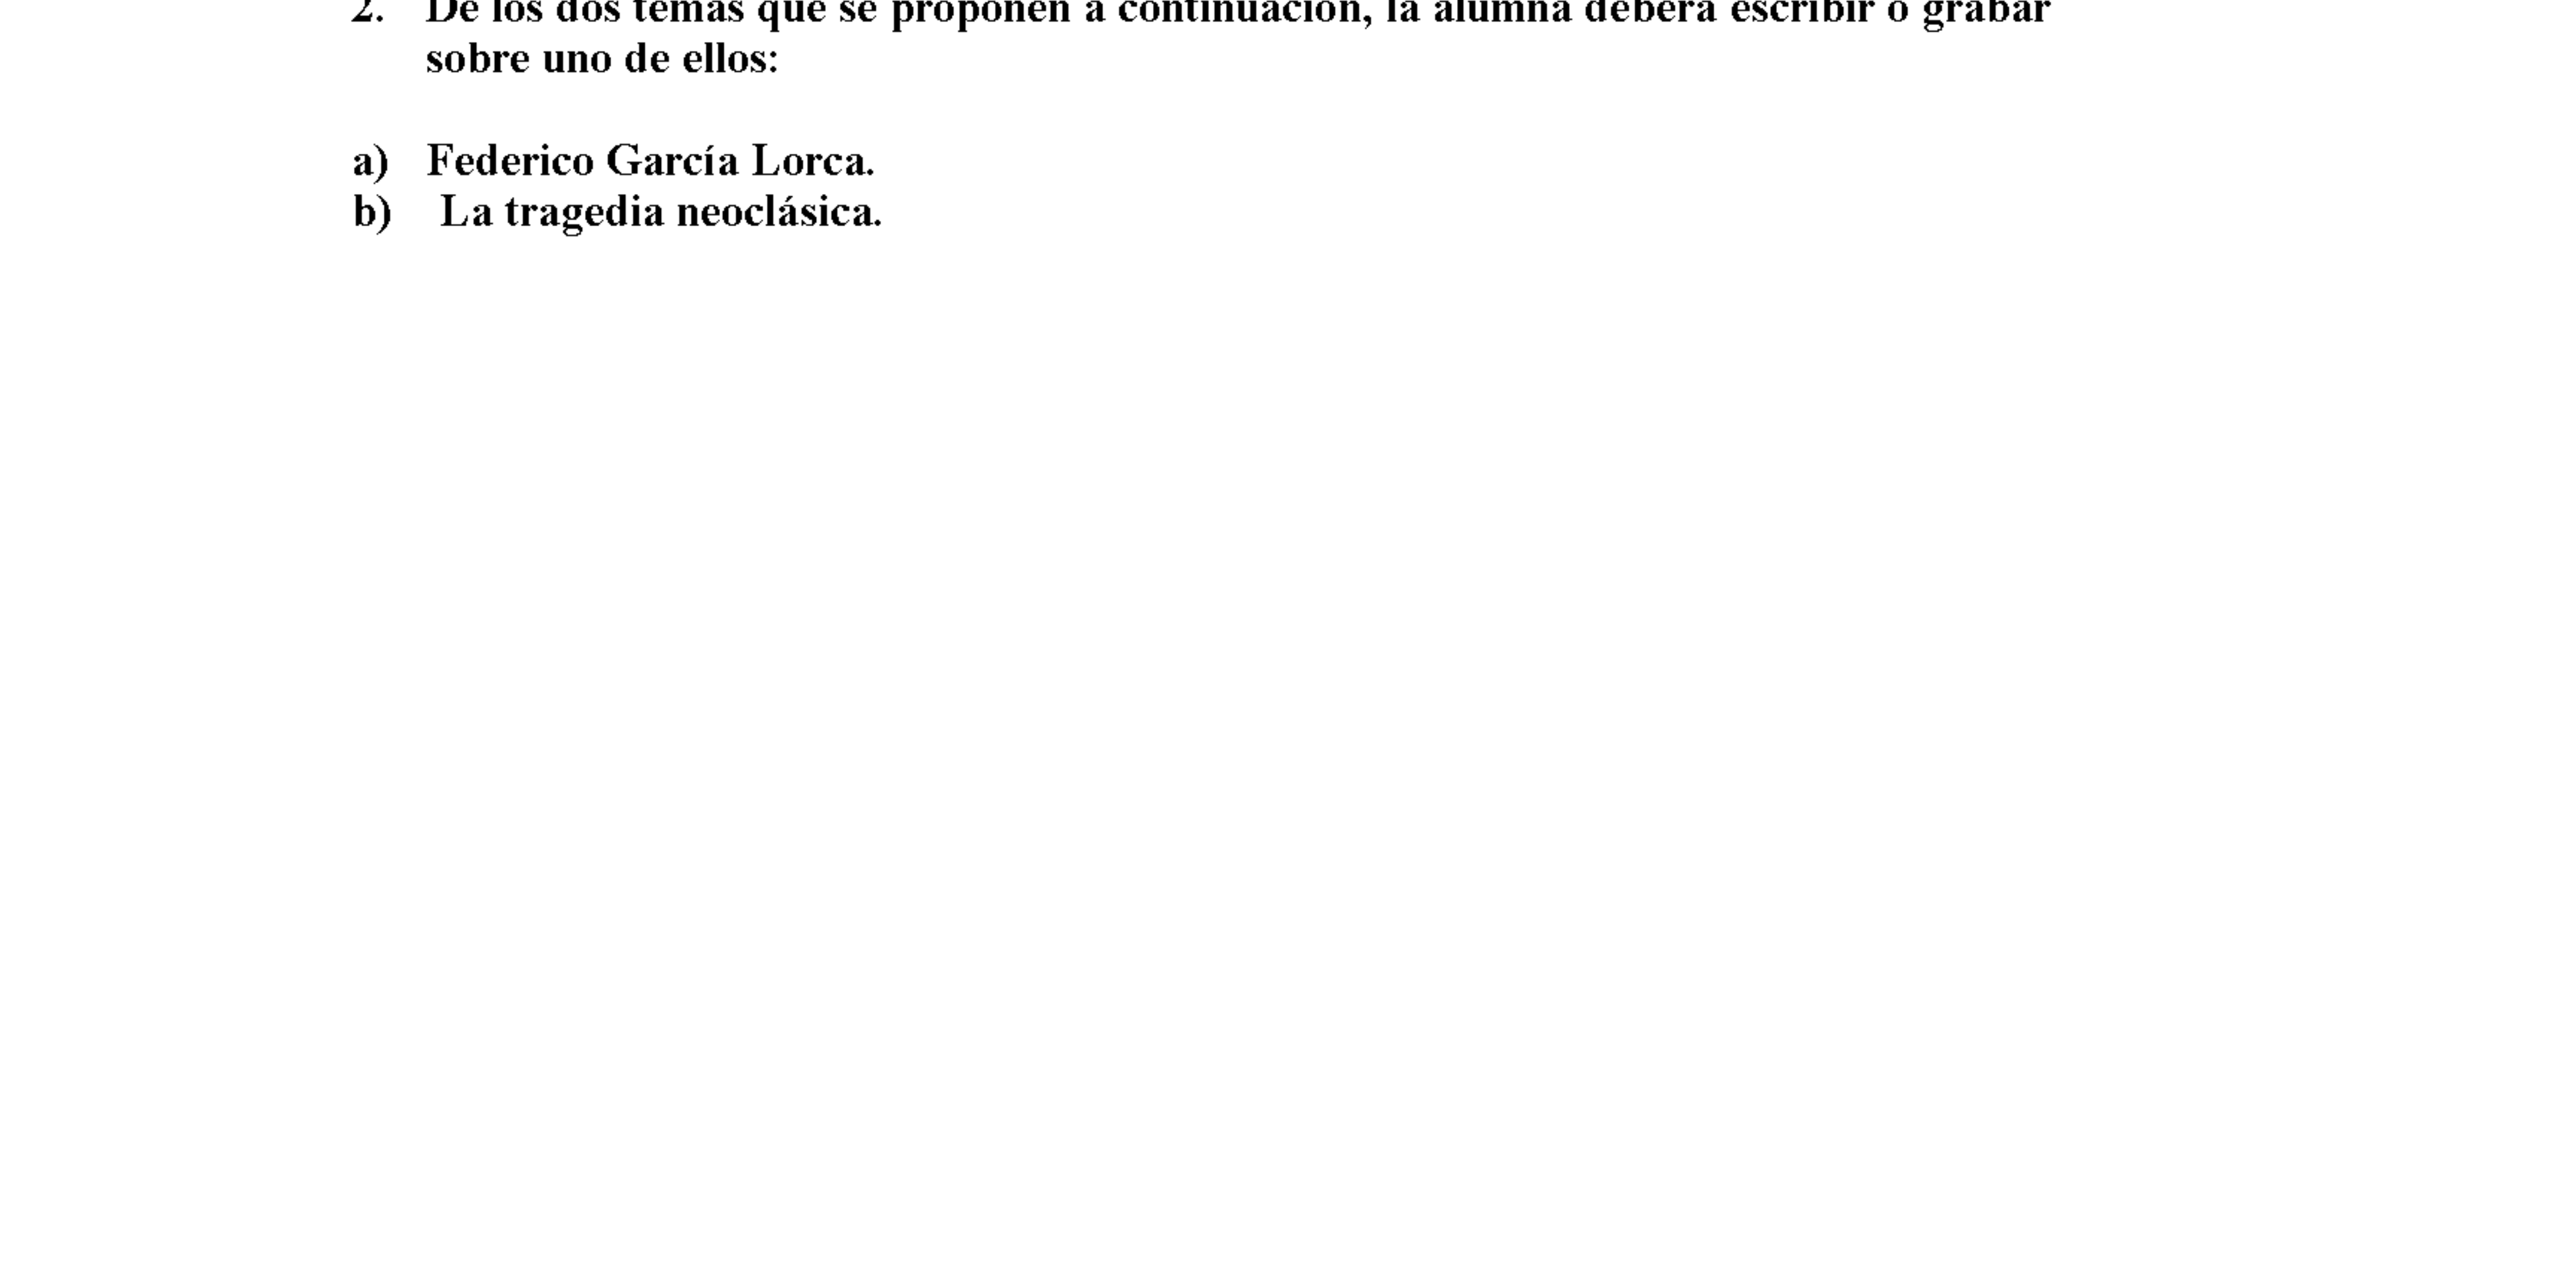 2. De los dos temas que se proponen a continuación, la alumna deberá escribir o grabar
sobre uno de ellos:
a) Federico García Lorca.
b) La tragedia neoclásica.